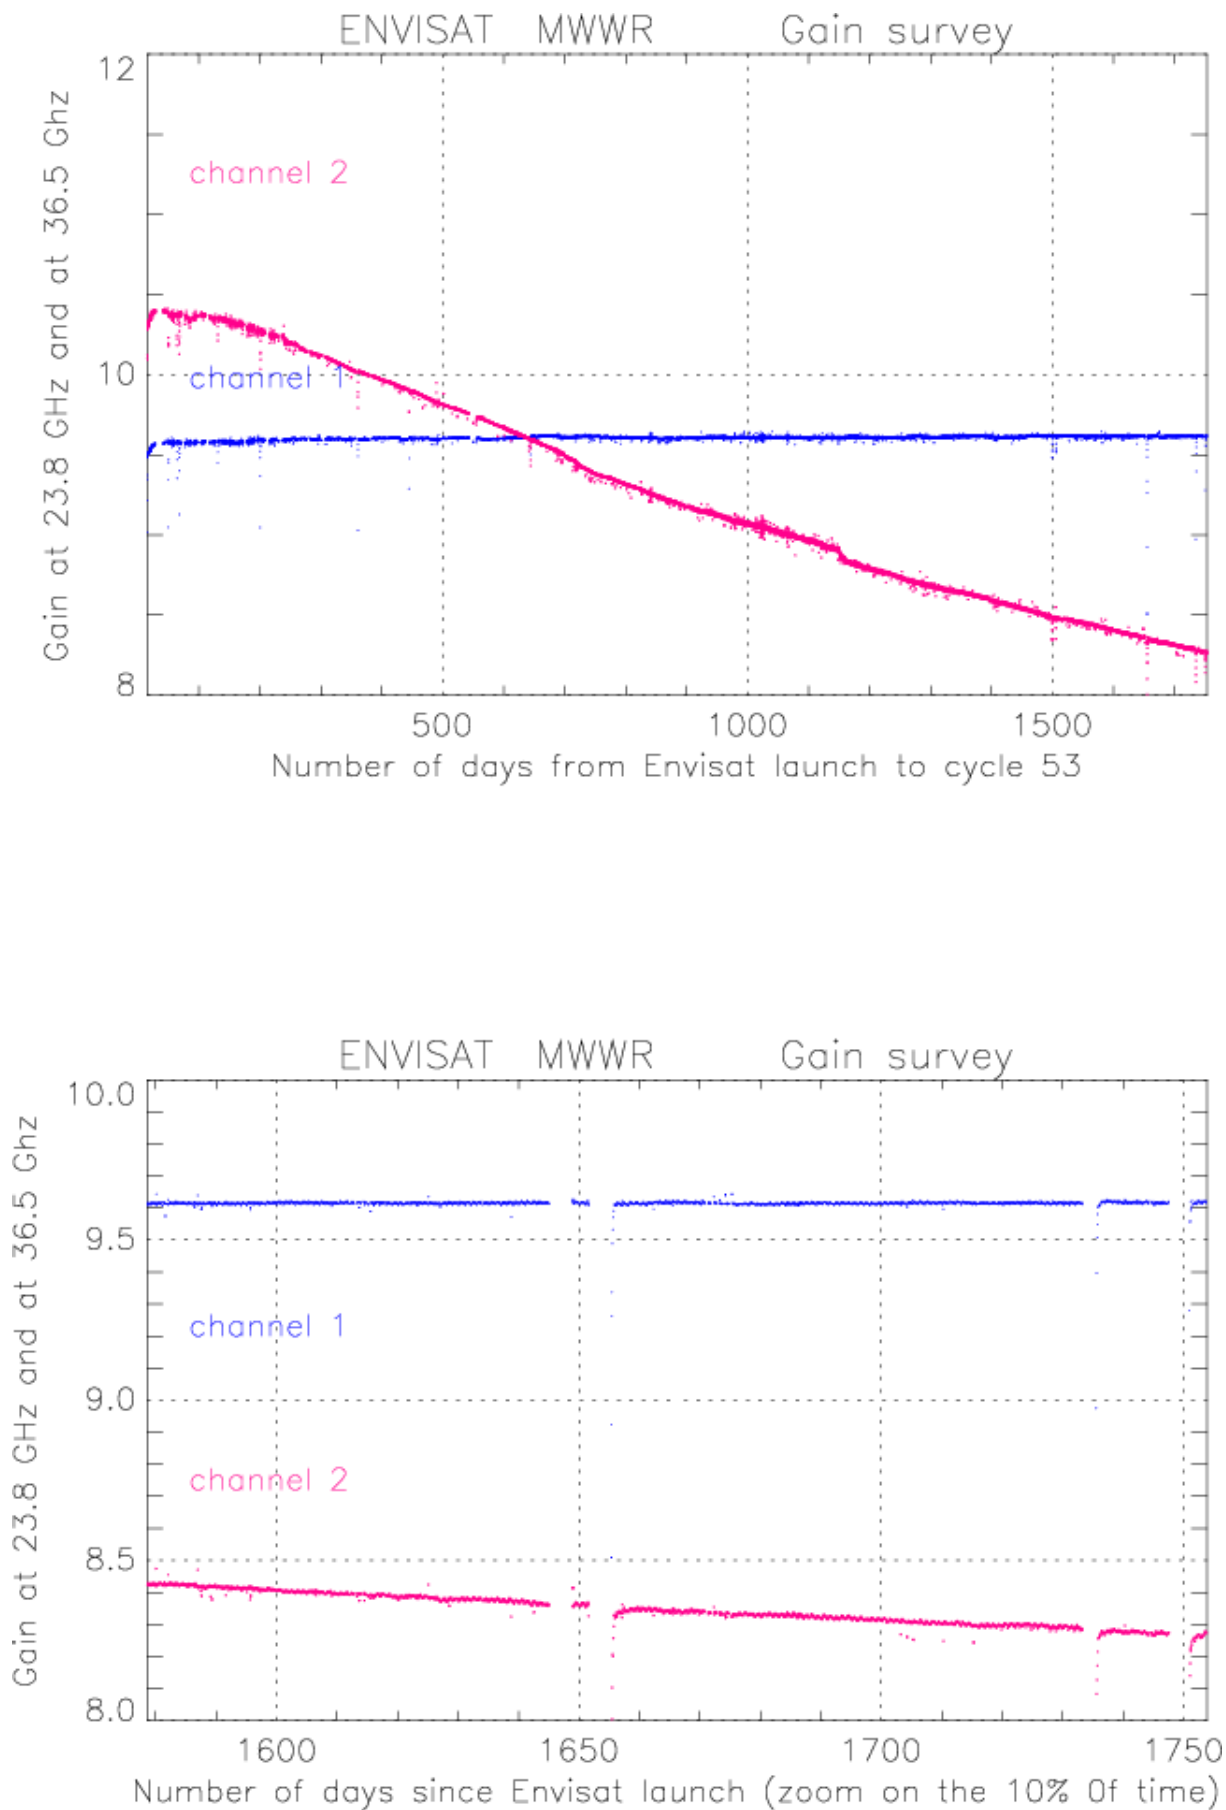 ENVISAT MWWR Gain survey
Gain at 23.8 GHz and at 36.5 Ghz
12
10
8
channel 2
channel 1
500 1000 1500
Number of days from Envisat launch to cycle 53
ENVISAT MWWR Gain survey
Gain at 23.8 GHz and at 36.5 Ghz
10.0
9.5
9.0
8.5
8.0
channel 1
channel 2
1600 1650 1700 1750
Number of days since Envisat launch (zoom on the 10% 0f time)